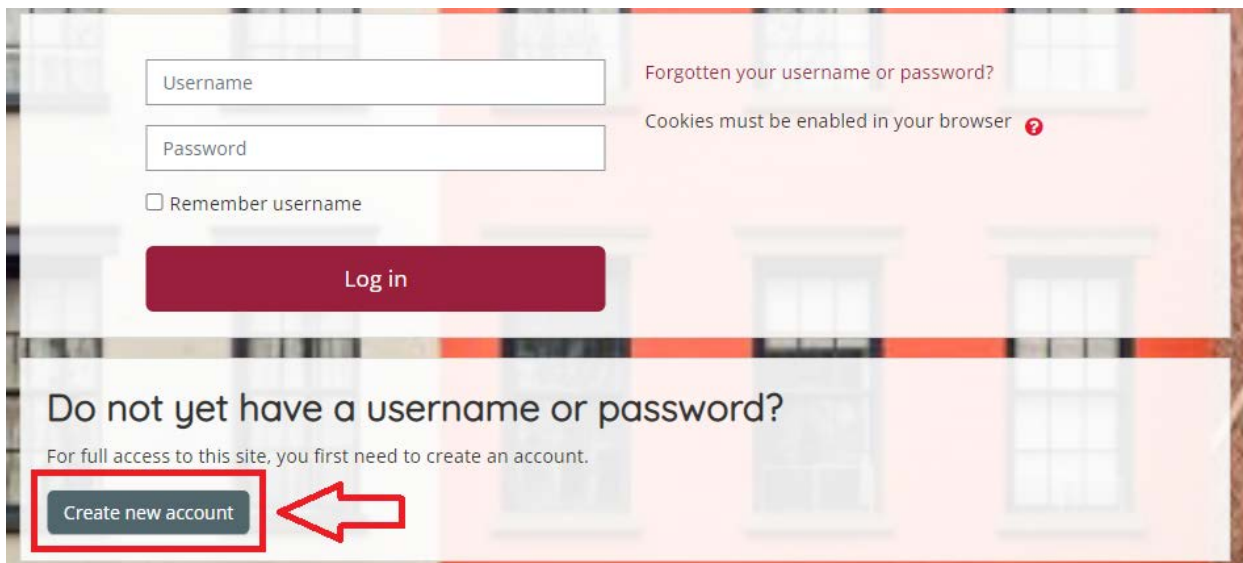 Username
Forgotten your username or password?
Cookies must be enabled in your browser
Password
Remember username
Log in
Do not yet have a username or password?
For full access to this site, you first need to create an account.
Create new account